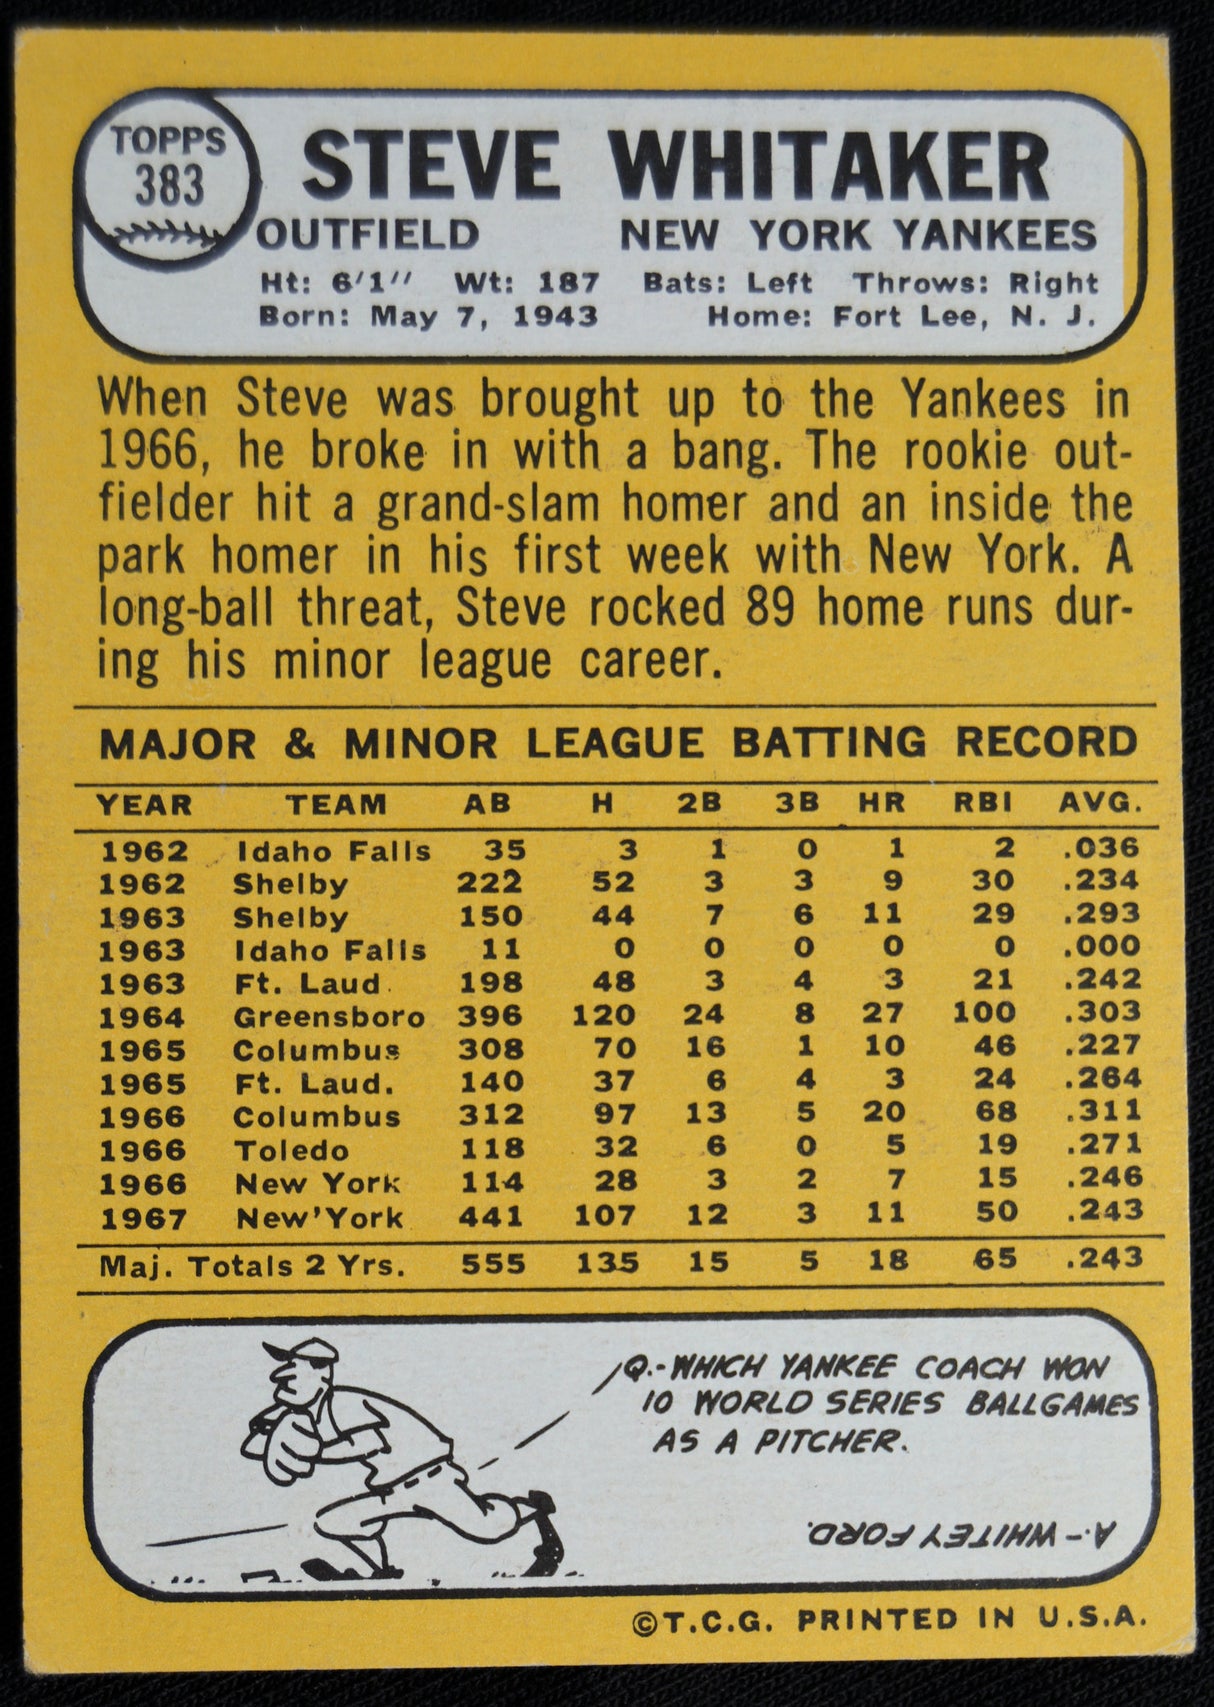 TOPPS
383
STEVE WHITAKER
OUTFIELD NEW YORK YANKEES
Ht: 6'1" Wt: 187 Bats: Left Throws: Right
Born: May 7, 1943 Home: Fort Lee, N. J.
When Steve was brought up to the Yankees in
1966, he broke in with a bang. The rookie out-
fielder hit a grand-slam homer and an inside the
park homer in his first week with New York. A
long-ball threat, Steve rocked 89 home runs dur-
ing his minor league career.
MAJOR & MINOR LEAGUE BATTING RECORD
YEAR TEAM AB H 2B 3B HR RBI AVG.
1962 Idaho Falls 35 3 1 0 1 2 .036
1962 Shelby 222 52 3 3 9 30 .234
1963 Shelby 150 44 7 6 11 29 .293
1963 Idaho Falls 11 0 0 0 0 0 .000
1963 Ft. Laud. 198 48 3 4 3 21 .242
1964 Greensboro 396 120 24 8 27 100 .303
1965 Columbus 308 70 16 1 10 46 .227
1965 Ft. Laud. 140 37 6 4 3 24 .264
1966 Columbus 312 97 13 5 20 68 .311
1966 Toledo 118 32 6 0 5 19 .271
1966 New York 114 28 3 2 7 15 .246
1967 New York 441 107 12 3 11 50 .243
Maj. Totals 2 Yrs. 555 135 15 5 18 65 .243
Q.-WHICH YANKEE COACH WON
10 WORLD SERIES BALLGAMES
AS A PITCHER.
A.-WHITEY FORD.
©T.C.G. PRINTED IN U.S.A.